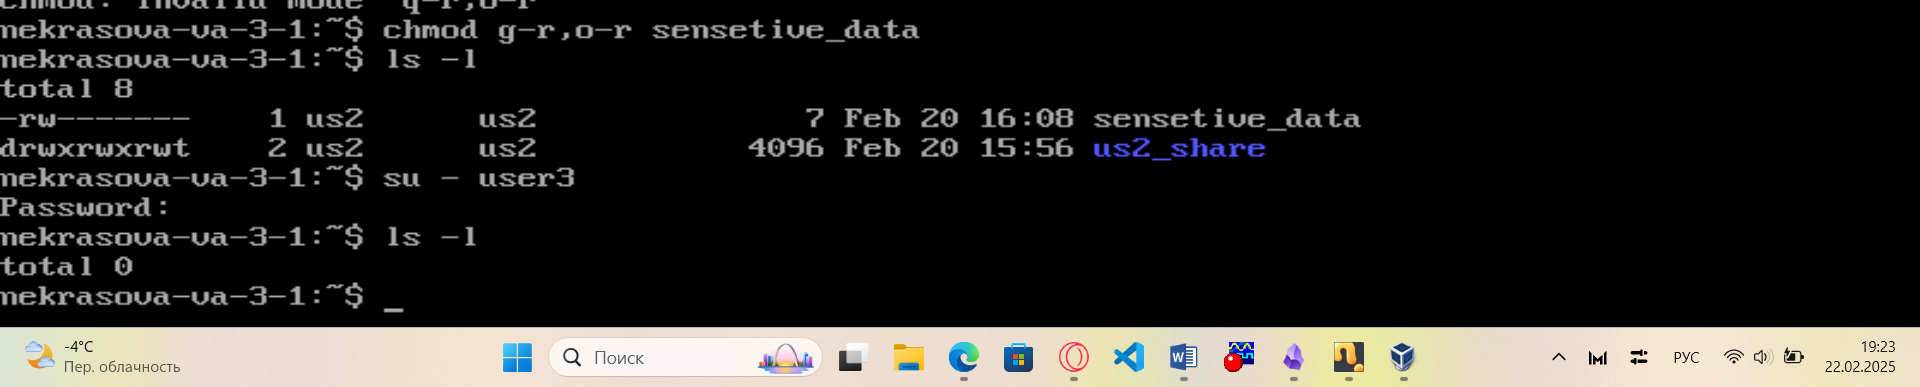 chmod: invalid mode 'q-r,o-r'
mekrasova-va-3-1:~$ chmod g-r,o-r sensetive_data
mekrasova-va-3-1:~$ ls -l
total 8
-rw------- 1 us2 us2 7 Feb 20 16:08 sensetive_data
drwxrwxrwt 2 us2 us2 4096 Feb 20 15:56 us2_share
mekrasova-va-3-1:~$ su - user3
Password:
mekrasova-va-3-1:~$ ls -l
total 0
mekrasova-va-3-1:~$ _
-4°C
Пер. облачность
Поиск
РУС
19:23
22.02.2025